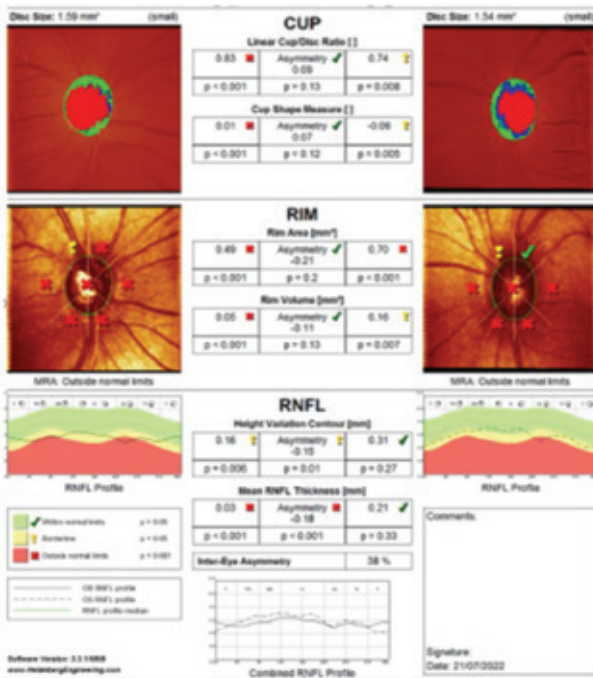 Disc Size: 1.59 mm² (small)
CUP
Disc Size: 1.54 mm² (small)
Linear Cup/Disc Ratio [ ]
0.83 Asymmetry 0.74
0.09
p < 0.001 p = 0.13 p = 0.008
Cup Shape Measure [ ]
0.01 Asymmetry -0.06
0.07
p < 0.001 p = 0.12 p = 0.005
RIM
Rim Area [mm²]
0.49 Asymmetry 0.70
-0.21
p < 0.001 p = 0.2 p < 0.001
Rim Volume [mm³]
0.05 Asymmetry 0.16
-0.11
p < 0.001 p = 0.13 p = 0.007
MRA: Outside normal limits
MRA: Outside normal limits
RNFL
Height Variation Contour [mm]
0.16 Asymmetry 0.31
-0.15
p = 0.006 p = 0.01 p = 0.27
RNFL Profile
RNFL Profile
Mean RNFL Thickness [mm]
0.03 Asymmetry 0.21
-0.18
p < 0.001 p < 0.001 p = 0.33
Inter-Eye Asymmetry 38 %
Within normal limits p > 0.05
Borderline p < 0.05
Outside normal limits p < 0.001
OD RNFL profile
OS RNFL profile
RNFL profile median
Combined RNFL Profile
Comments:
Signature:
Date: 21/07/2022
Software Version:
www.HeidelbergEngineering.com